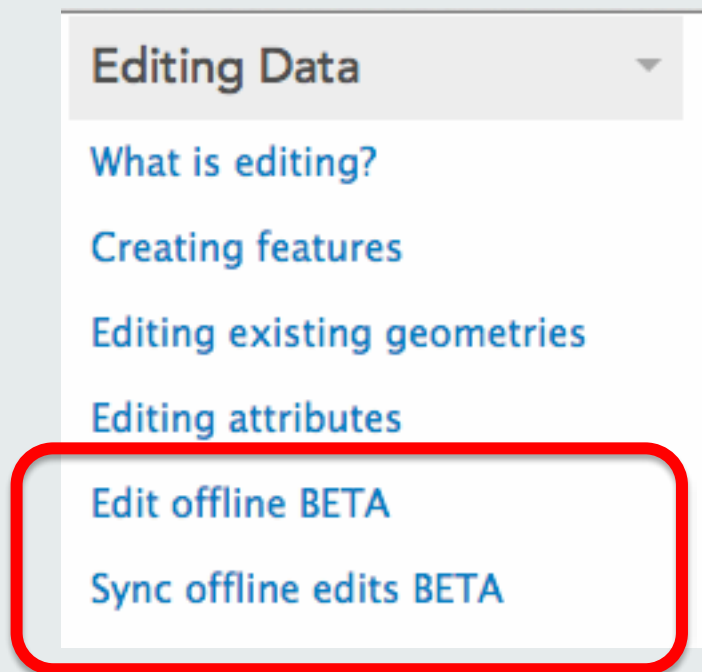 Editing Data
What is editing?
Creating features
Editing existing geometries
Editing attributes
Edit offline BETA
Sync offline edits BETA